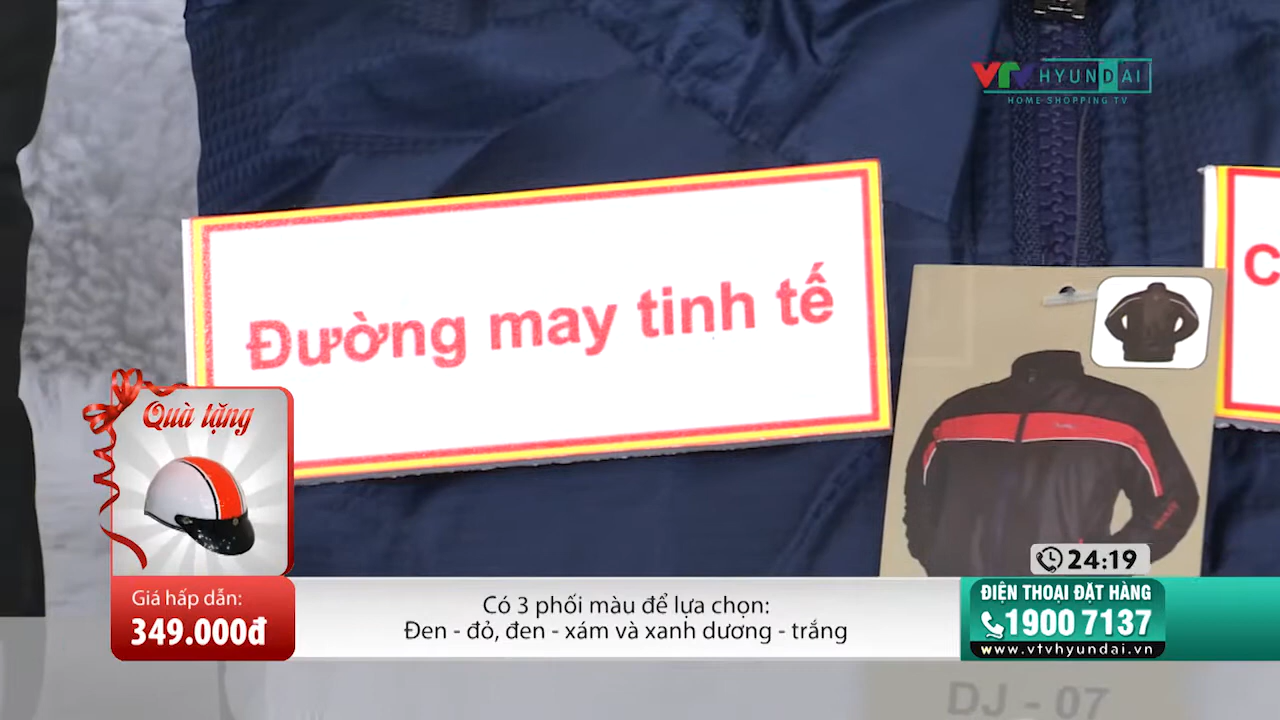 VTV HYUNDAI
HOME SHOPPING TV
Đường may tinh tế
C
Quà tặng
24:19
Giá hấp dẫn:
349.000đ
Có 3 phối màu để lựa chọn:
Đen - đỏ, đen - xám và xanh dương - trắng
ĐIỆN THOẠI ĐẶT HÀNG
1900 7137
www.vtvhyundai.vn
DJ - 07